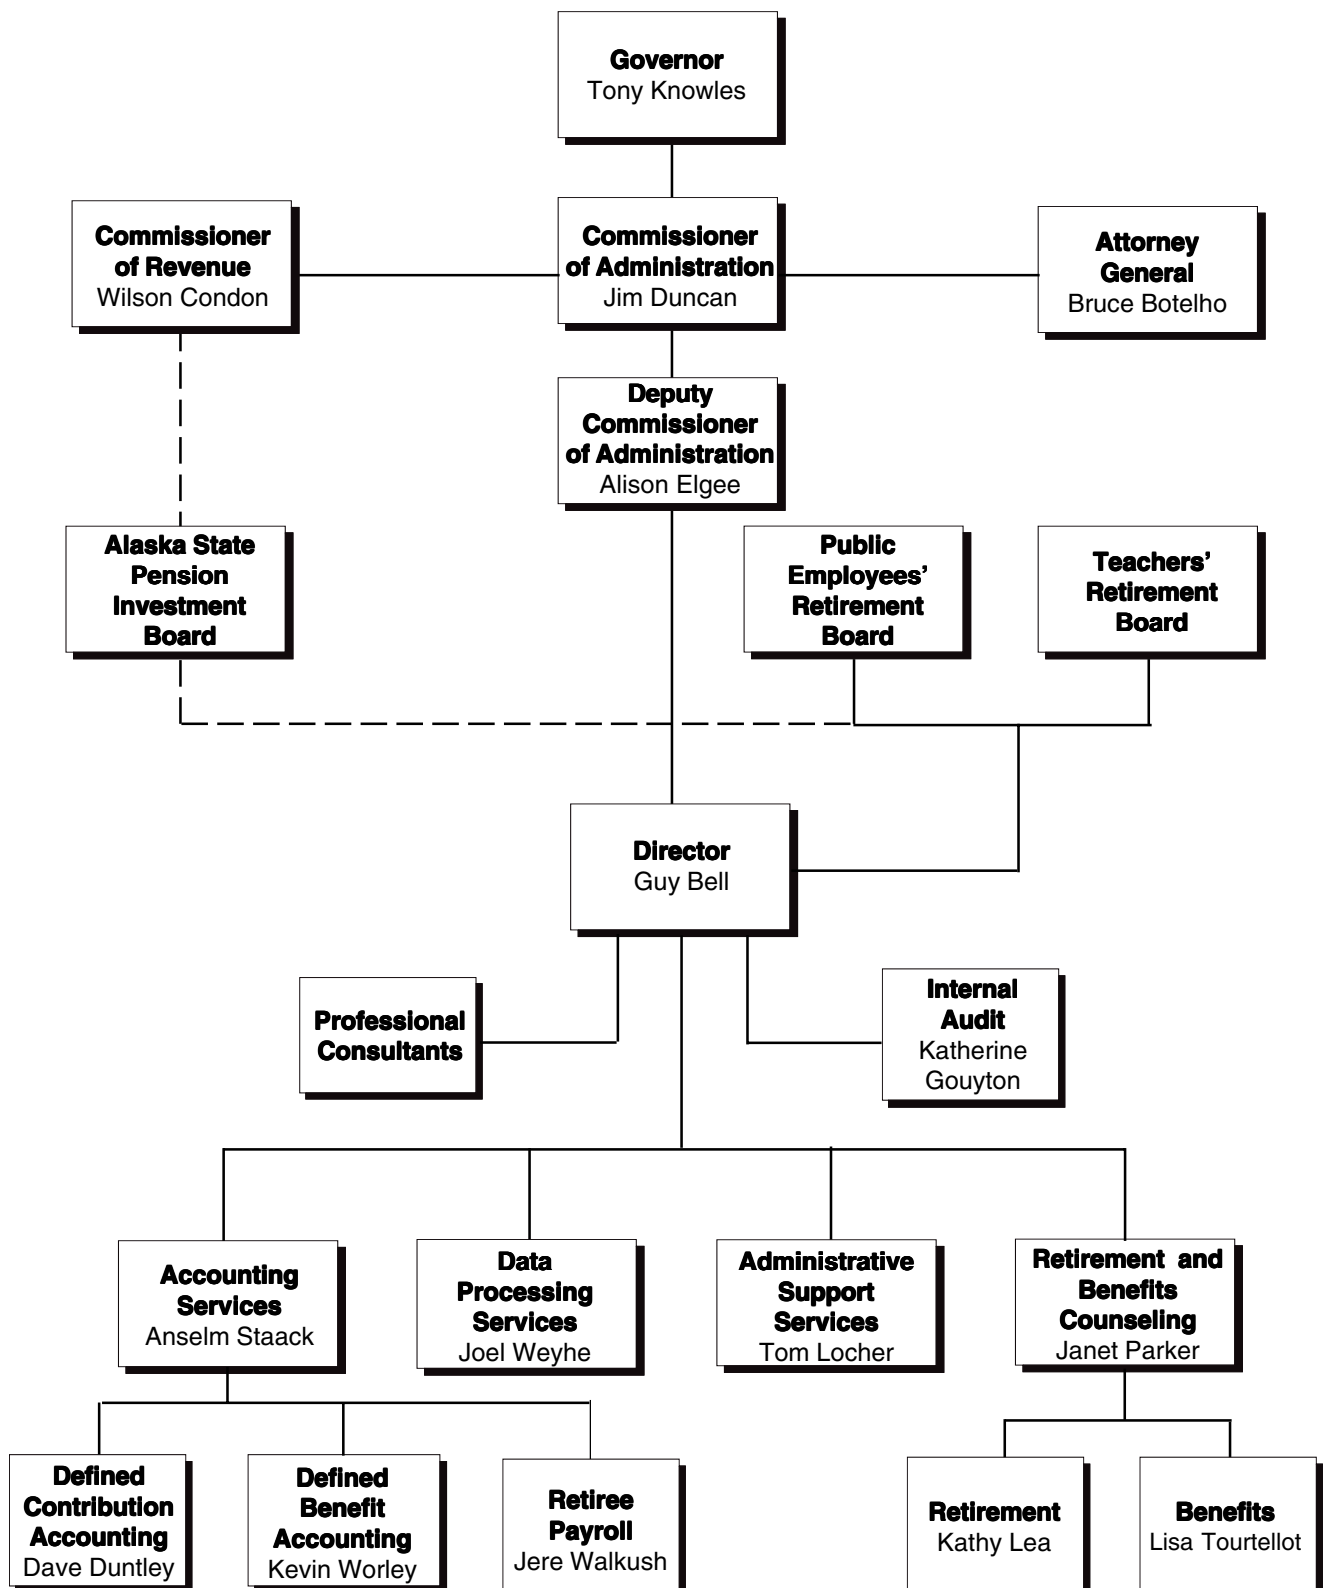 Governor
Tony Knowles
Commissioner
of Revenue
Wilson Condon
Commissioner
of Administration
Jim Duncan
Attorney
General
Bruce Botelho
Deputy
Commissioner
of Administration
Alison Elgee
Alaska State
Pension
Investment
Board
Public
Employees'
Retirement
Board
Teachers'
Retirement
Board
Director
Guy Bell
Professional
Consultants
Internal
Audit
Katherine
Gouyton
Accounting
Services
Anselm Staack
Data
Processing
Services
Joel Weyhe
Administrative
Support
Services
Tom Locher
Retirement and
Benefits
Counseling
Janet Parker
Defined
Contribution
Accounting
Dave Duntley
Defined
Benefit
Accounting
Kevin Worley
Retiree
Payroll
Jere Walkush
Retirement
Kathy Lea
Benefits
Lisa Tourtellot